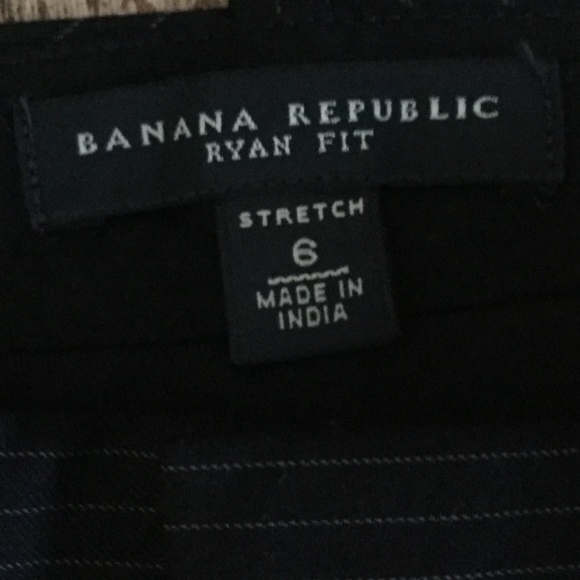 BANANA REPUBLIC
RYAN FIT
STRETCH
6
MADE IN
INDIA